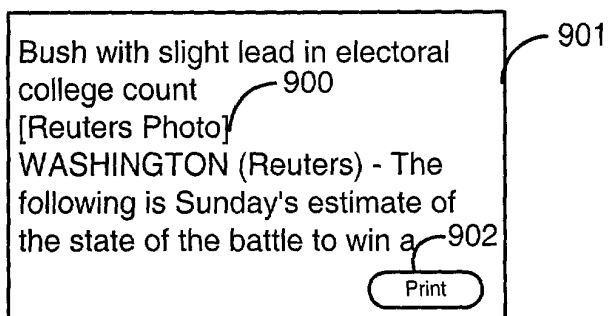 Bush with slight lead in electoral
901
college count
900
[Reuters Photo]
WASHINGTON (Reuters) - The
following is Sunday's estimate of
the state of the battle to win a
902
Print